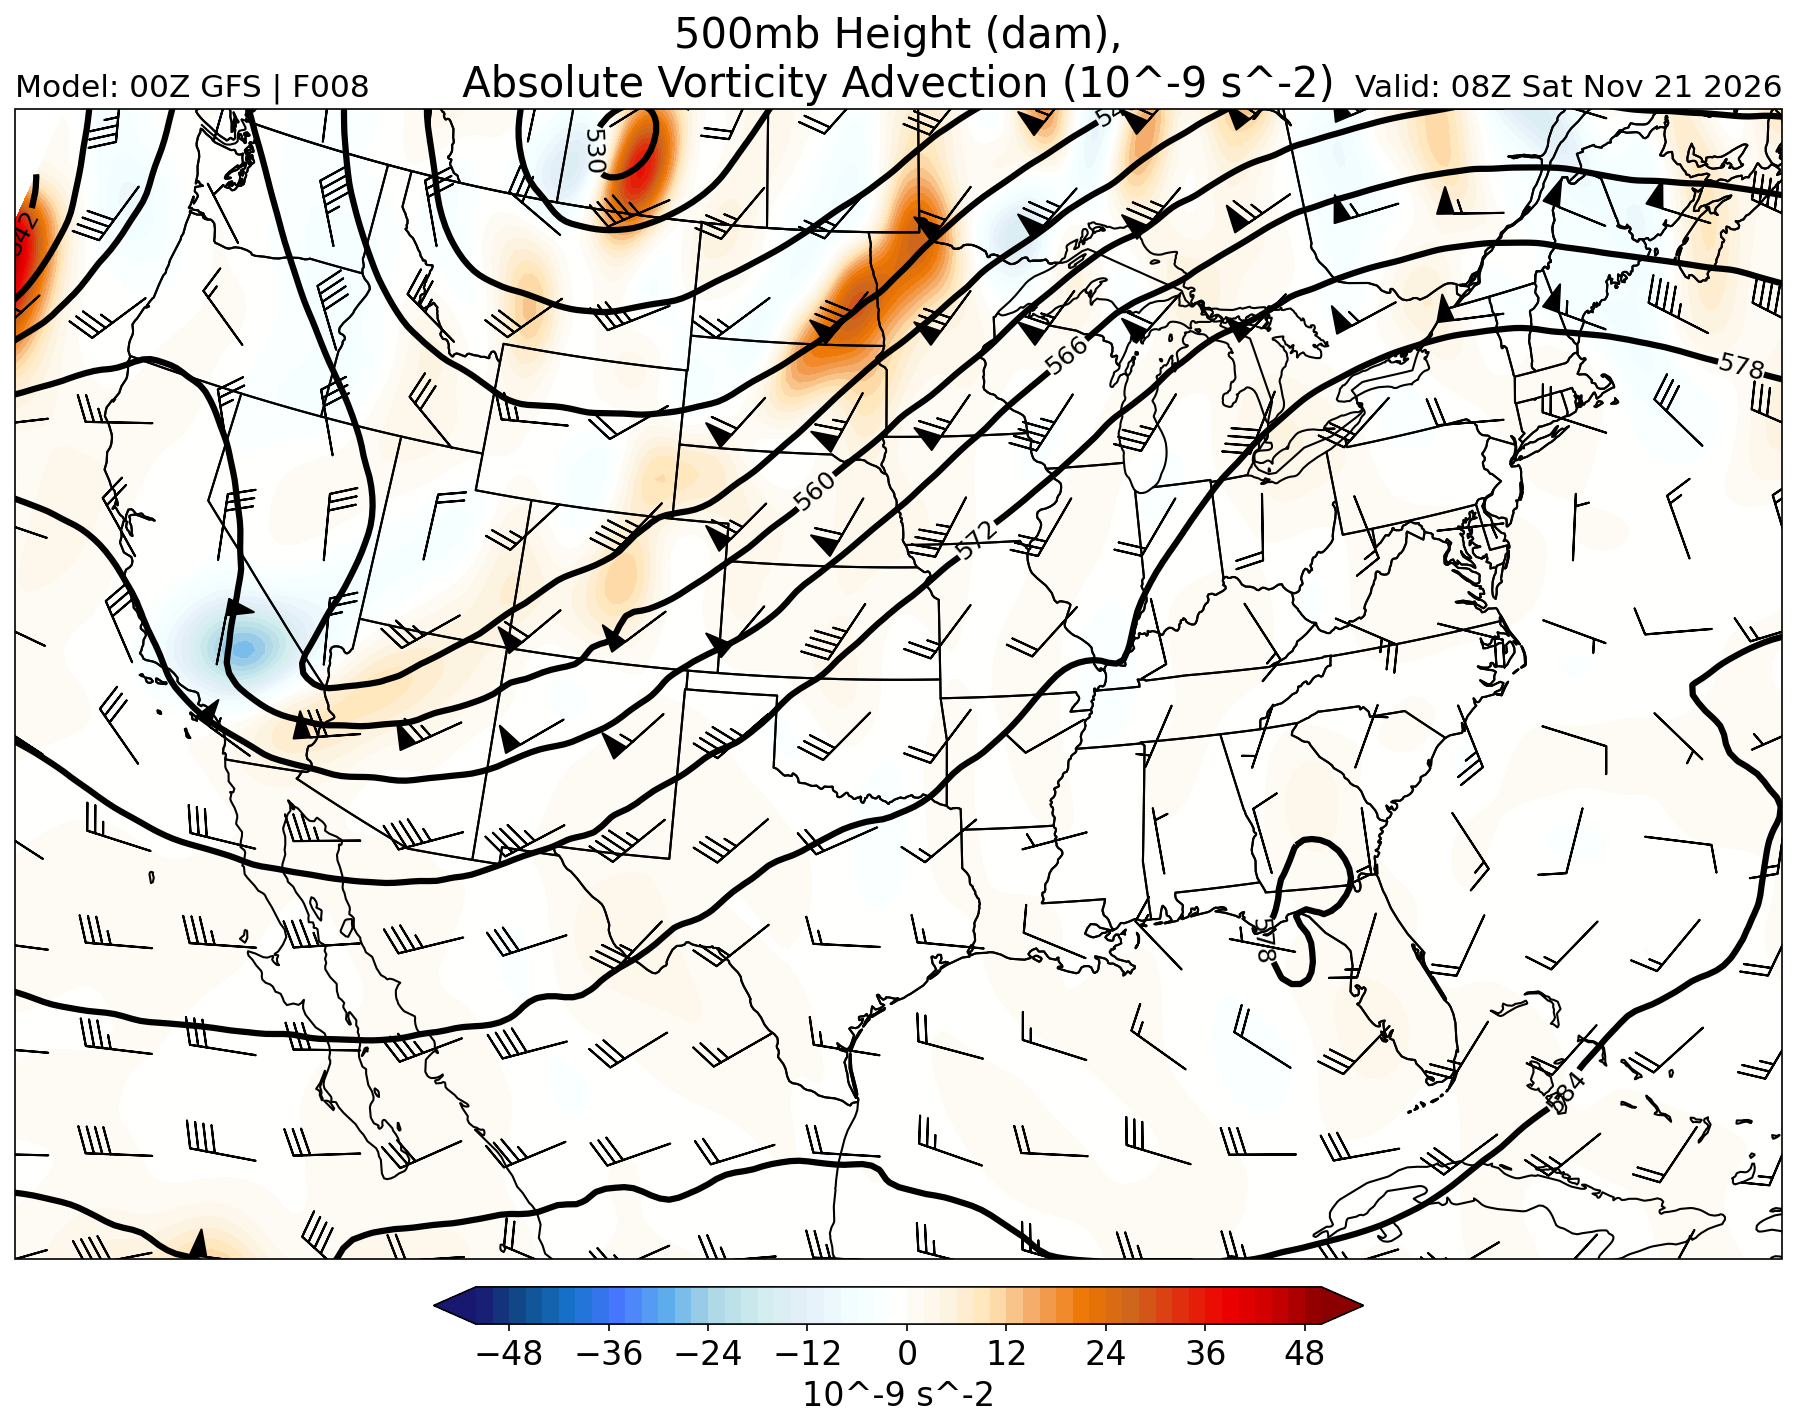 500mb Height (dam),
Model: 00Z GFS | F008
Absolute Vorticity Advection (10^-9 s^-2)
Valid: 08Z Sat Nov 21 2026
530
542
566
578
560
572
578
584
−48 −36 −24 −12 0 12 24 36 48
10^-9 s^-2